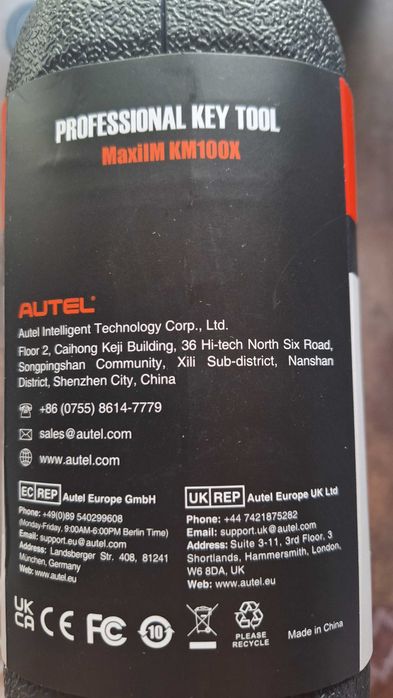 PROFESSIONAL KEY TOOL
MaxiIM KM100X
AUTEL®
Autel Intelligent Technology Corp., Ltd.
Floor 2, Caihong Keji Building, 36 Hi-tech North Six Road,
Songpingshan Community, Xili Sub-district, Nanshan
District, Shenzhen City, China
+86 (0755) 8614-7779
sales@autel.com
www.autel.com
EC REP Autel Europe GmbH
Phone: +49(0)89 540299608
(Monday-Friday, 9:00AM-6:00PM Berlin Time)
Email: support.eu@autel.com
Address: Landsberger Str. 408, 81241
München, Germany
Web: www.autel.eu
UK REP Autel Europe UK Ltd
Phone: +44 7421875282
Email: support.uk@autel.com
Address: Suite 3-11, 3rd Floor, 3
Shortlands, Hammersmith, London,
W6 8DA, UK
Web: www.autel.eu
UK
CA CE FC 10
PLEASE
RECYCLE
Made in China